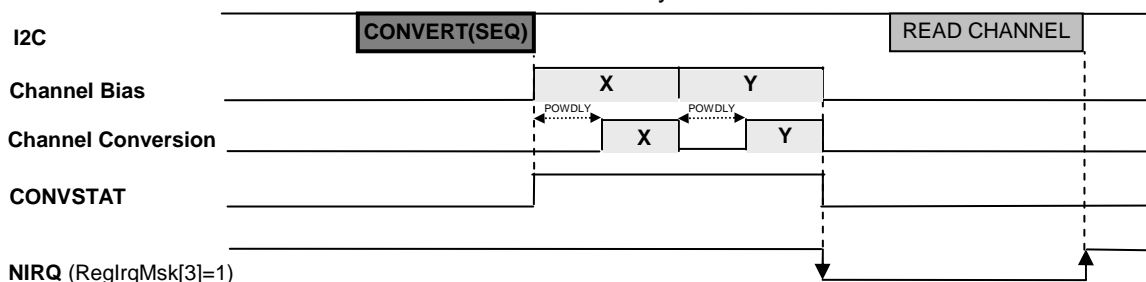 I2C CONVERT(SEQ) READ CHANNEL
Channel Bias X Y
POWDLY POWDLY
Channel Conversion X Y
CONVSTAT
NIRQ (RegIrqMsk[3]=1)